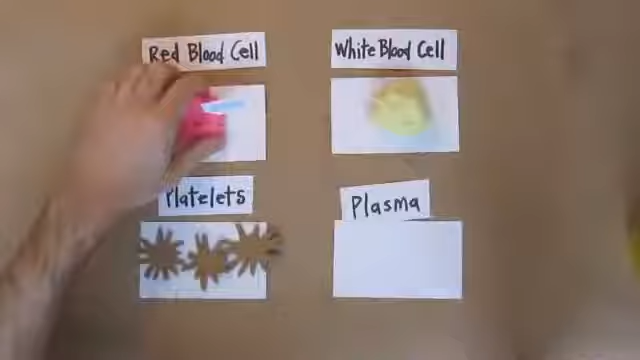 Red Blood Cell
White Blood Cell
Platelets
Plasma